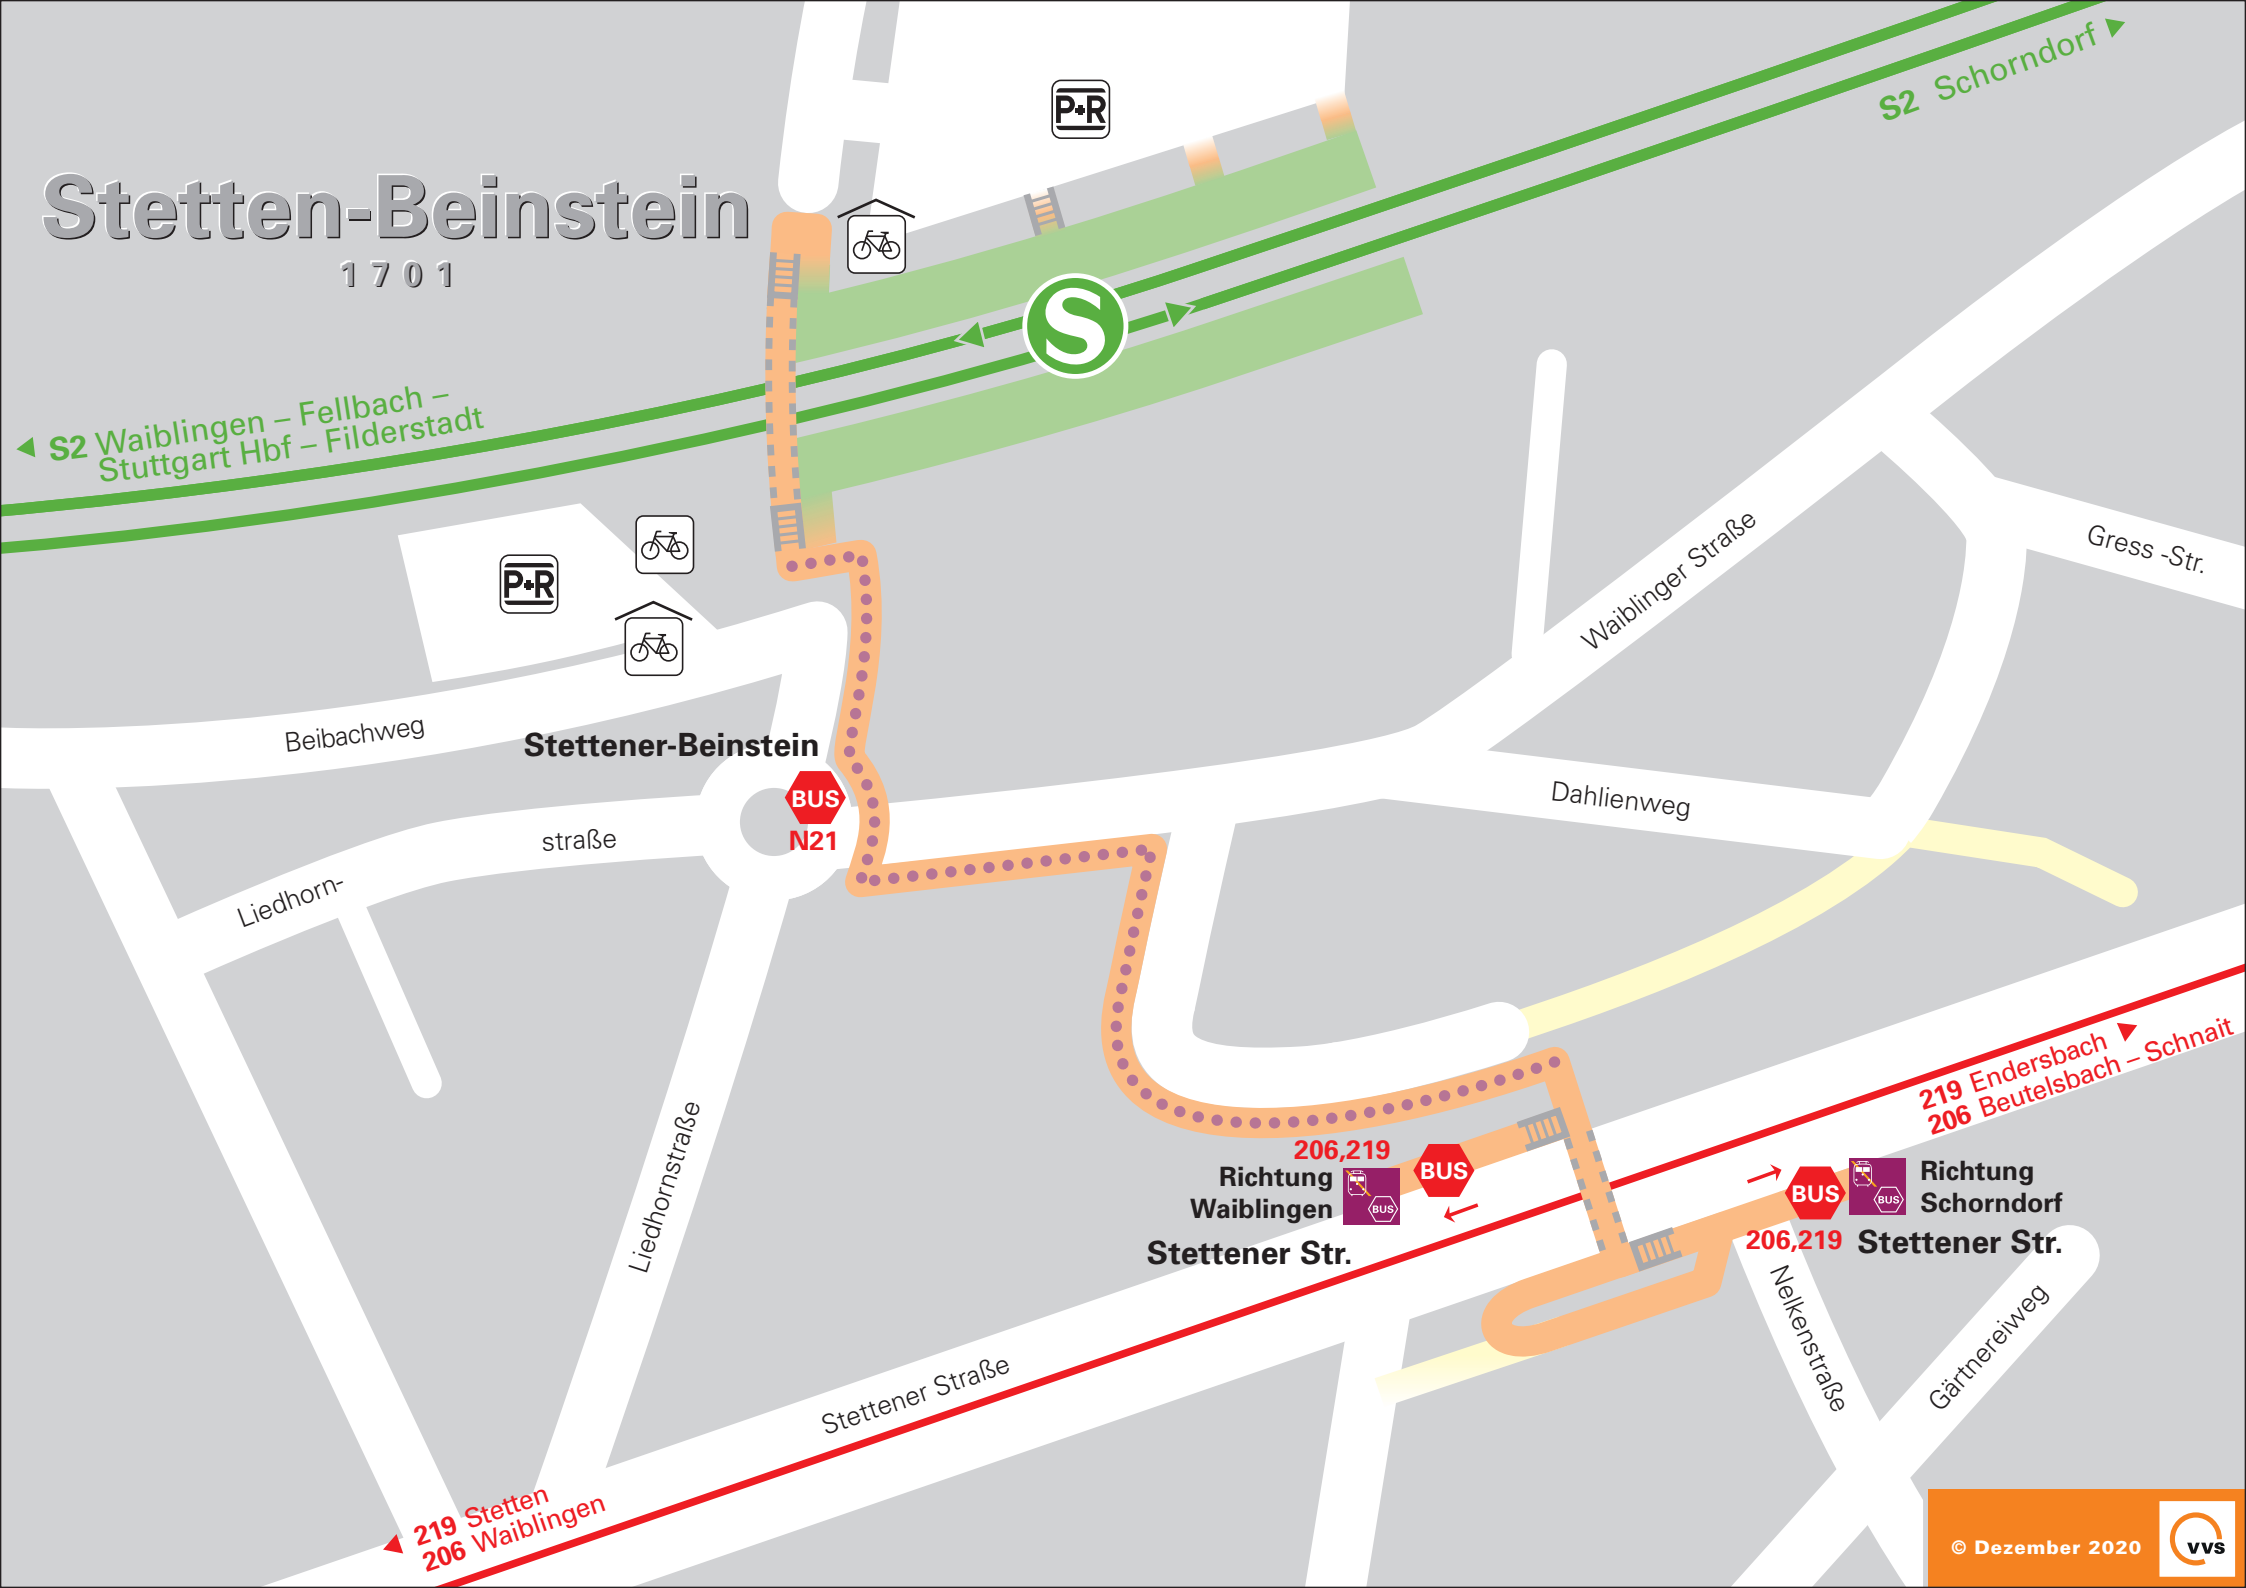 S2 Schorndorf
P+R
Stetten-Beinstein
1701
S
S2 Waiblingen – Fellbach –
Stuttgart Hbf – Filderstadt
P+R
Waiblinger Straße
Gress -Str.
Beibachweg
Stettener-Beinstein
BUS
N21
Dahlienweg
straße
Liedhorn-
Liedhornstraße
219 Endersbach
206 Beutelsbach – Schnait
206,219
Richtung
Waiblingen
BUS
BUS
Stettener Str.
BUS
BUS
Richtung
Schorndorf
206,219
Stettener Str.
Nelkenstraße
Gärtnereiweg
Stettener Straße
219 Stetten
206 Waiblingen
© Dezember 2020
VVS